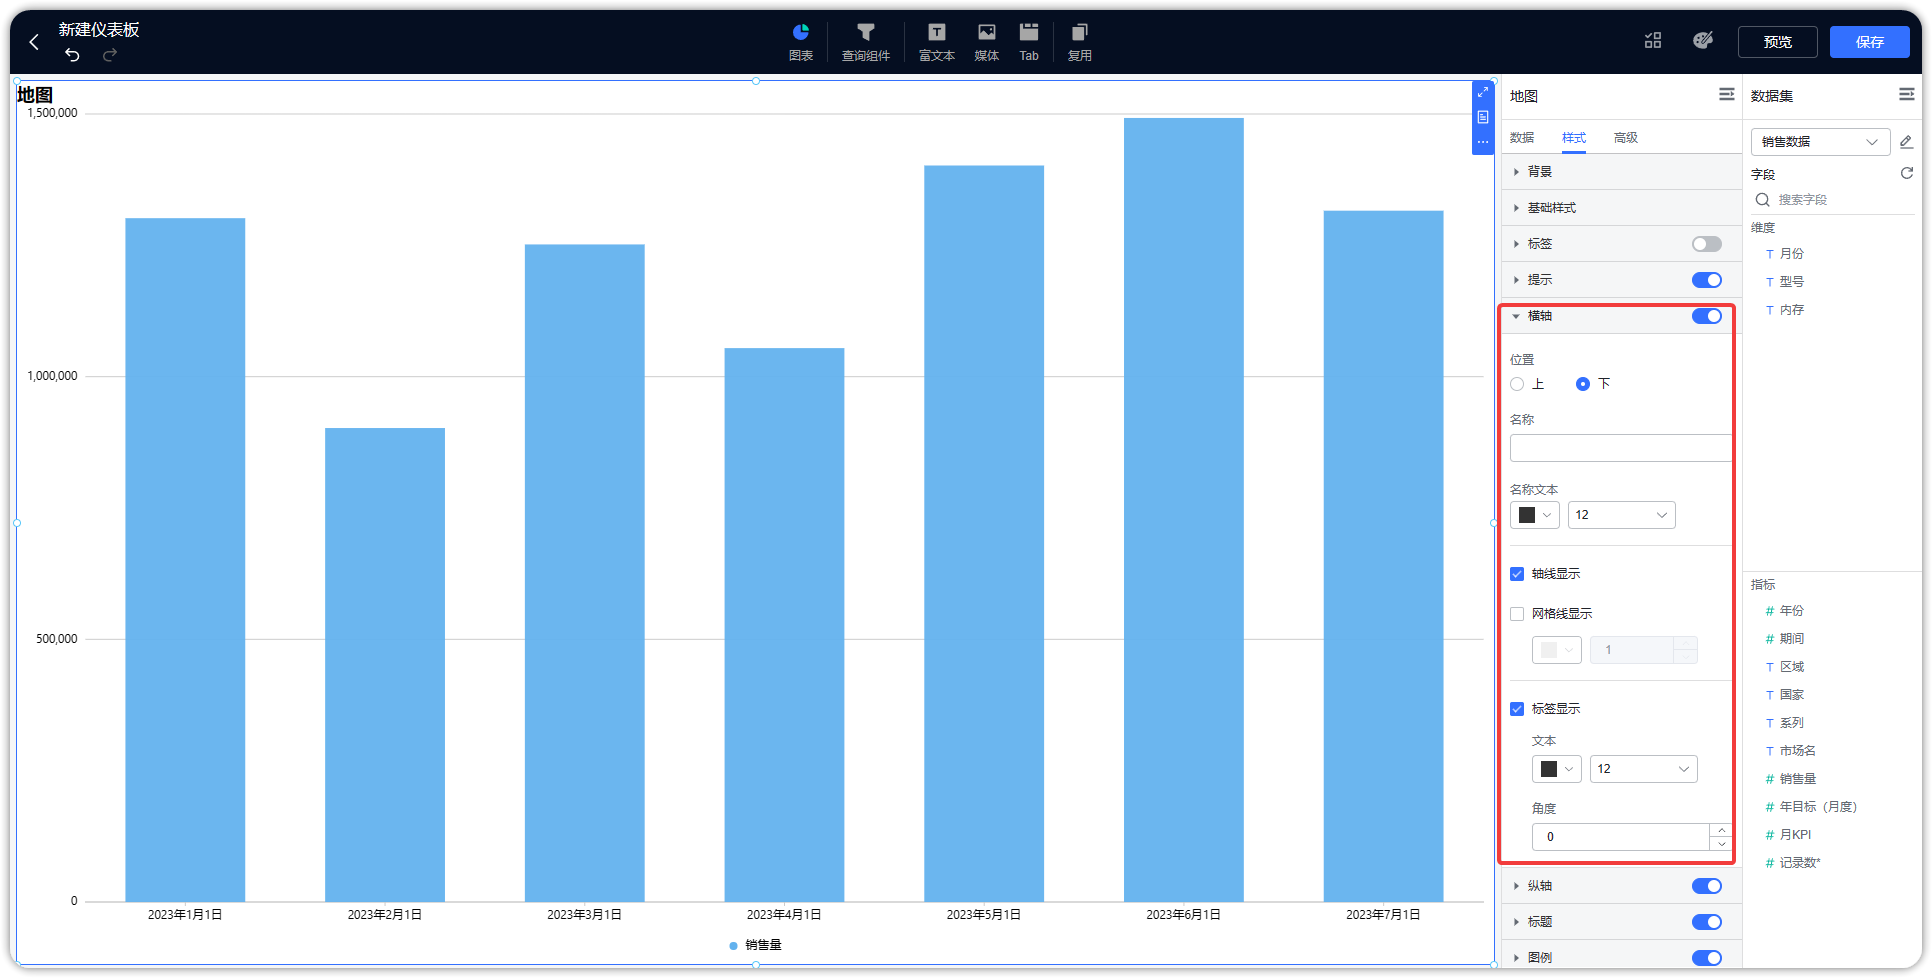 新建仪表板
图表
查询组件
富文本
媒体
Tab
复用
预览
保存
地图
1,500,000
1,000,000
500,000
0
2023年1月1日
2023年2月1日
2023年3月1日
2023年4月1日
2023年5月1日
2023年6月1日
2023年7月1日
销售量
地图
数据
样式
高级
背景
基础样式
标签
提示
横轴
位置
上
下
名称
名称文本
12
轴线显示
网格线显示
1
标签显示
文本
12
角度
0
纵轴
标题
图例
数据集
销售数据
字段
搜索字段
维度
T 月份
T 型号
T 内存
指标
# 年份
# 期间
T 区域
T 国家
T 系列
T 市场名
# 销售量
# 年目标（月度）
# 月KPI
# 记录数*